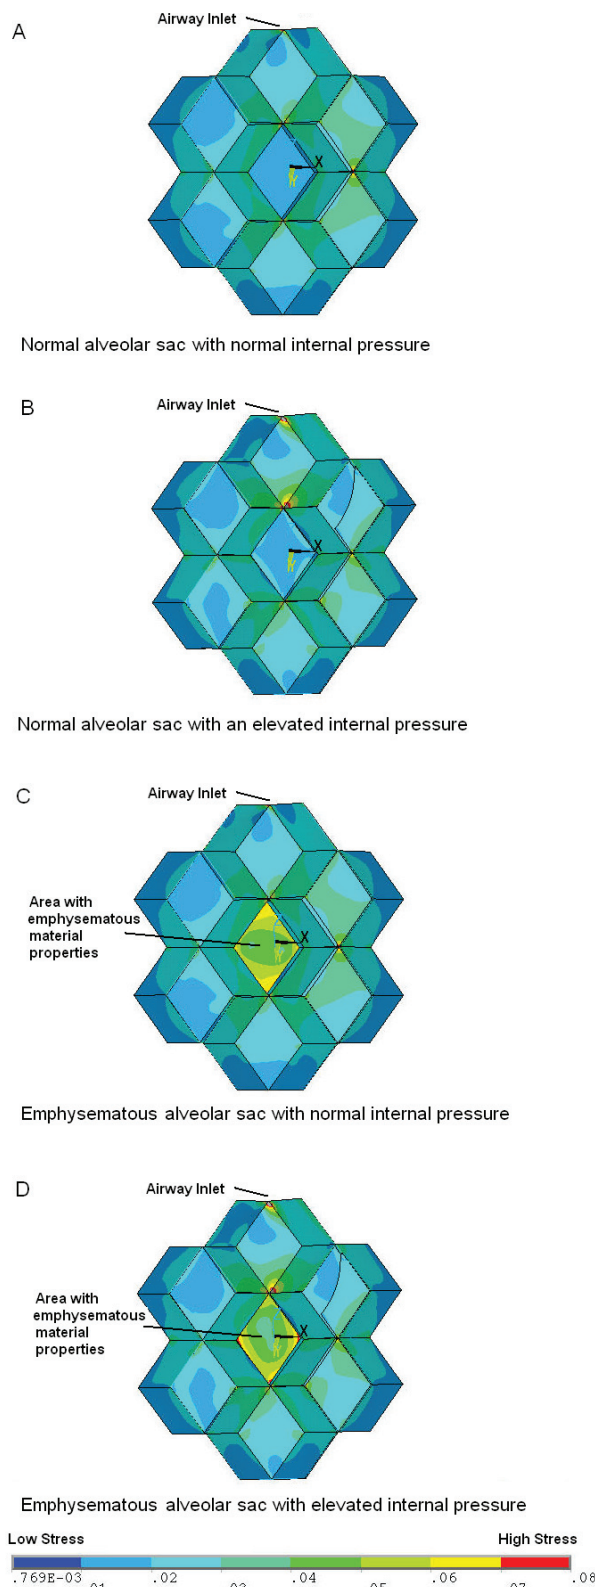 A
Airway Inlet
X
Normal alveolar sac with normal internal pressure
B
Airway Inlet
X
Normal alveolar sac with an elevated internal pressure
C
Airway Inlet
Area with
emphysematous
material
properties
X
Emphysematous alveolar sac with normal internal pressure
D
Airway Inlet
Area with
emphysematous
material
properties
X
Emphysematous alveolar sac with elevated internal pressure
Low Stress High Stress
.769E-03 .02 .04 .06 .08